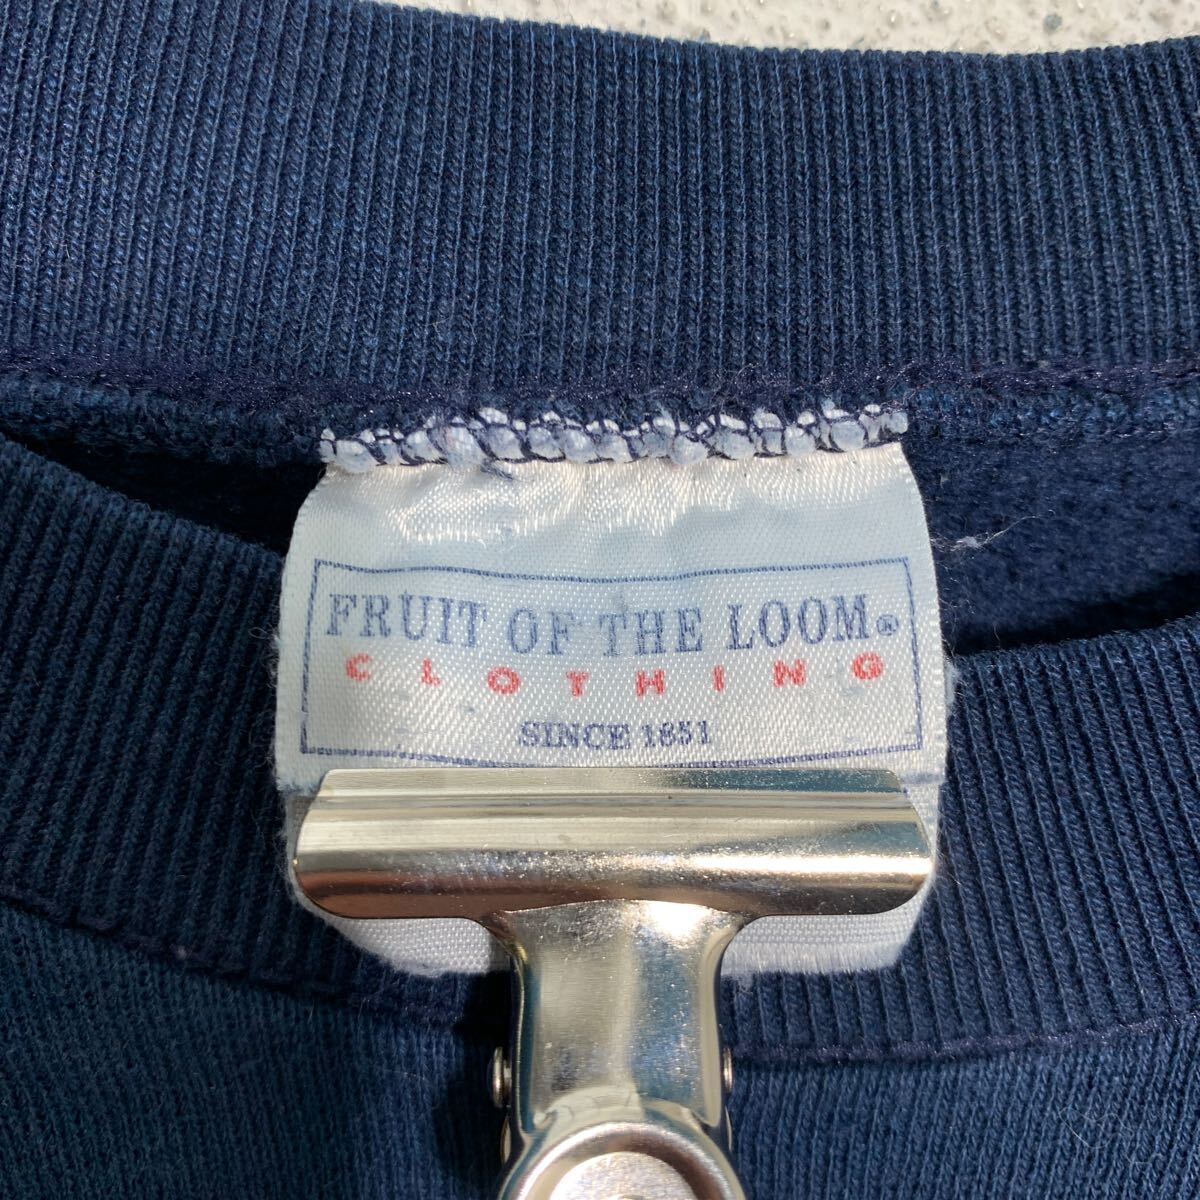 FRUIT OF THE LOOM®
CLOTHING
SINCE 1851